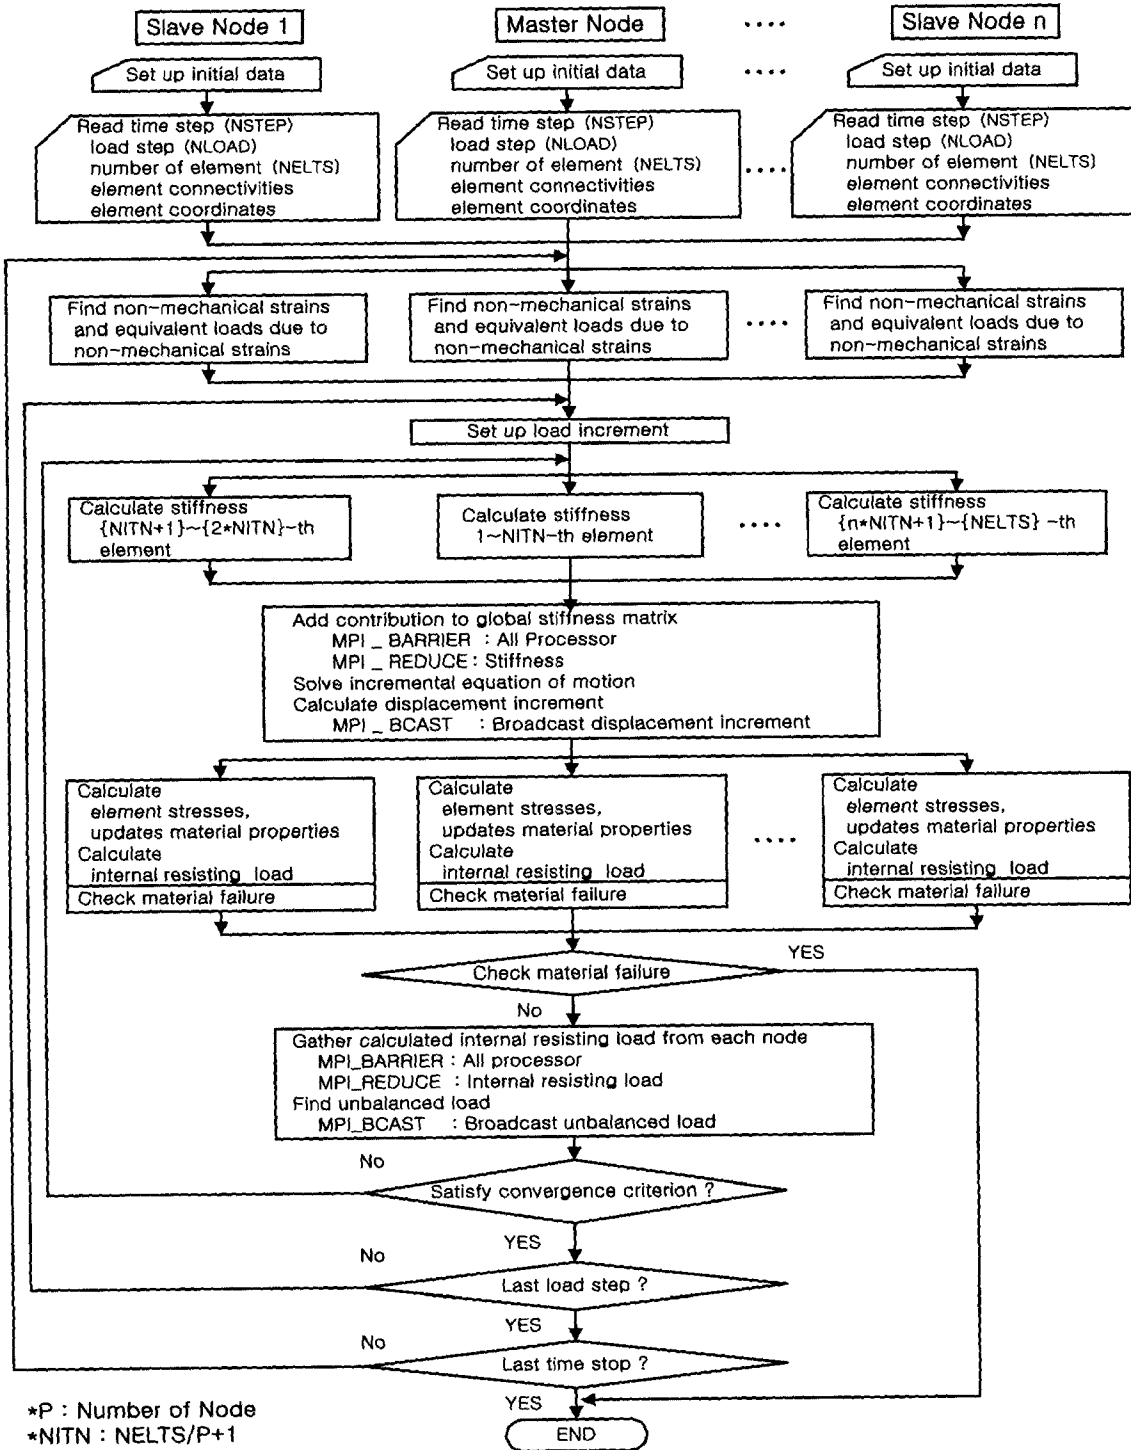 Slave Node 1
Master Node
....
Slave Node n
Set up initial data
Set up initial data
....
Set up initial data
Read time step (NSTEP)
load step (NLOAD)
number of element (NELTS)
element connectivities
element coordinates
Read time step (NSTEP)
load step (NLOAD)
number of element (NELTS)
element connectivities
element coordinates
....
Read time step (NSTEP)
load step (NLOAD)
number of element (NELTS)
element connectivities
element coordinates
Find non-mechanical strains
and equivalent loads due to
non-mechanical strains
Find non-mechanical strains
and equivalent loads due to
non-mechanical strains
....
Find non-mechanical strains
and equivalent loads due to
non-mechanical strains
Set up load increment
Calculate stiffness
{NITN+1}~{2*NITN}-th
element
Calculate stiffness
1~NITN-th element
....
Calculate stiffness
{n*NITN+1}~{NELTS} -th
element
Add contribution to global stiffness matrix
MPI _ BARRIER : All Processor
MPI _ REDUCE : Stiffness
Solve incremental equation of motion
Calculate displacement increment
MPI _ BCAST : Broadcast displacement increment
Calculate
element stresses,
updates material properties
Calculate
internal resisting load
Check material failure
Calculate
element stresses,
updates material properties
Calculate
internal resisting load
Check material failure
....
Calculate
element stresses,
updates material properties
Calculate
internal resisting load
Check material failure
Check material failure
YES
No
Gather calculated internal resisting load from each node
MPI_BARRIER : All processor
MPI_REDUCE : Internal resisting load
Find unbalanced load
MPI_BCAST : Broadcast unbalanced load
No
Satisfy convergence criterion ?
YES
No
Last load step ?
YES
No
Last time stop ?
YES
END
*P : Number of Node
*NITN : NELTS/P+1